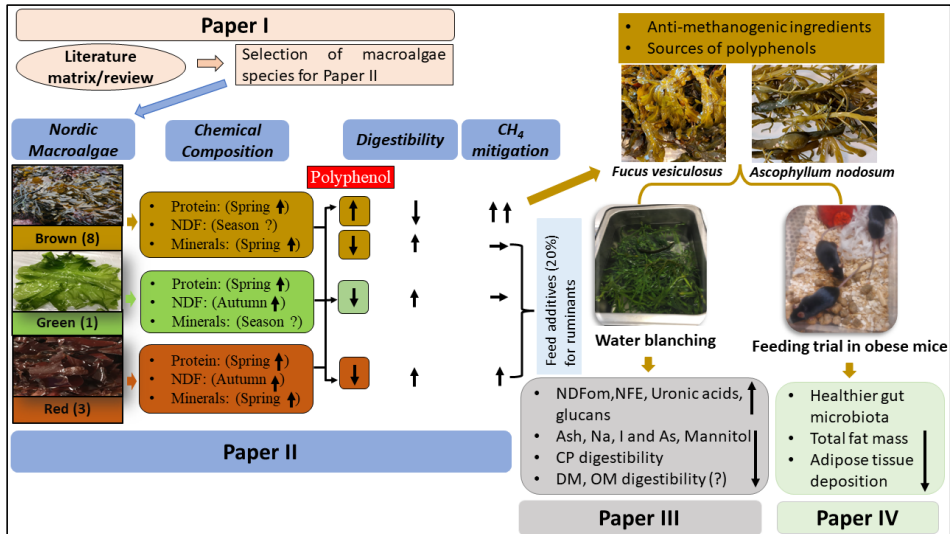 Paper I
Literature
matrix/review
Selection of macroalgae
species for Paper II
Nordic
Macroalgae
Chemical
Composition
Digestibility
CH4
mitigation
Polyphenol
Brown (8)
• Protein: (Spring ↑)
• NDF: (Season ?)
• Minerals: (Spring ↑)
Green (1)
• Protein: (Spring ↑)
• NDF: (Autumn ↑)
• Minerals: (Season ?)
Red (3)
• Protein: (Spring ↑)
• NDF: (Autumn ↑)
• Minerals: (Spring ↑)
Feed additives (20%)
for ruminants
Paper II
• Anti-methanogenic ingredients
• Sources of polyphenols
Fucus vesiculosus
Ascophyllum nodosum
Water blanching
Feeding trial in obese mice
• NDFom,NFE, Uronic acids,
glucans
• Ash, Na, I and As, Mannitol
• CP digestibility
• DM, OM digestibility (?)
Paper III
• Healthier gut
microbiota
• Total fat mass
• Adipose tissue
deposition
Paper IV